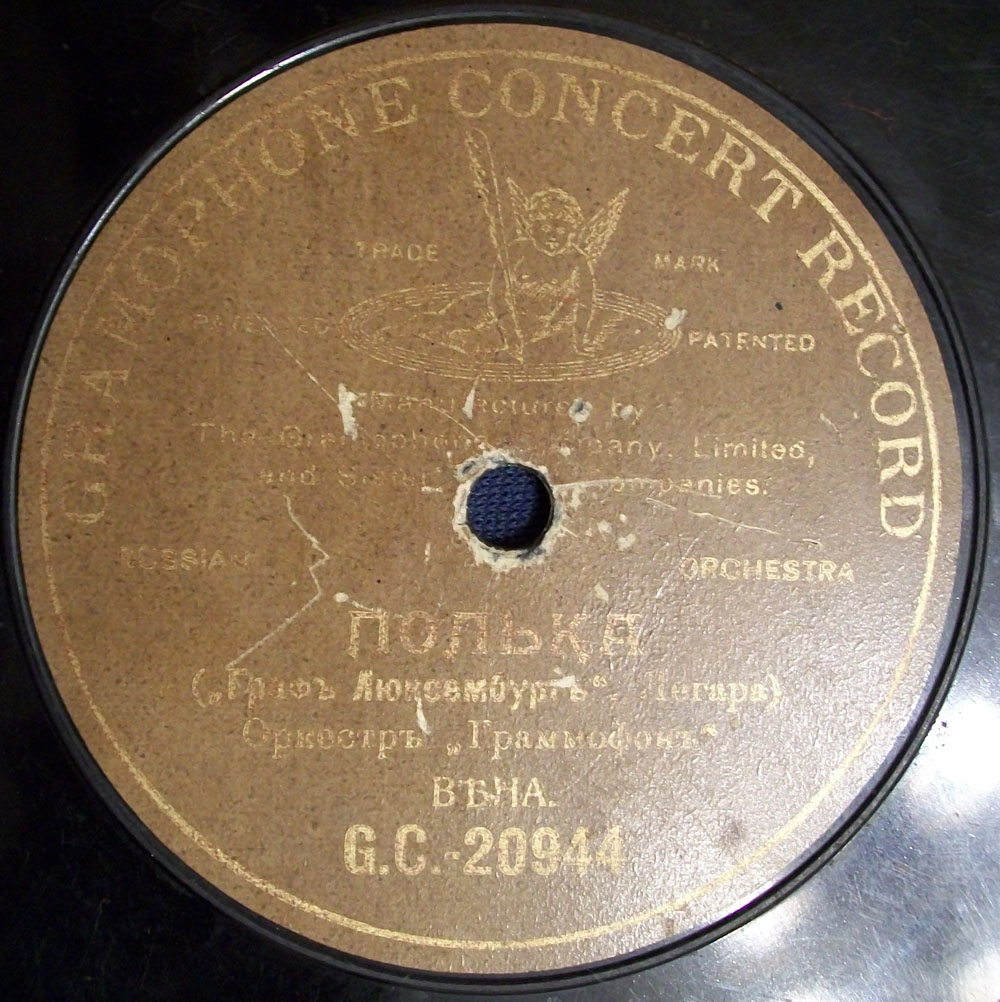 GRAMOPHONE CONCERT RECORD
TRADE MARK
PATENTED PATENTED
Manufactured by
The Gramophone Company, Limited,
and Companies.
RUSSIAN ORCHESTRA
ПОЛЬКА
(„Графъ Люксембургъ“, Легара)
Оркестръ „Граммофонъ“
ВѢНА.
G.C.-20944